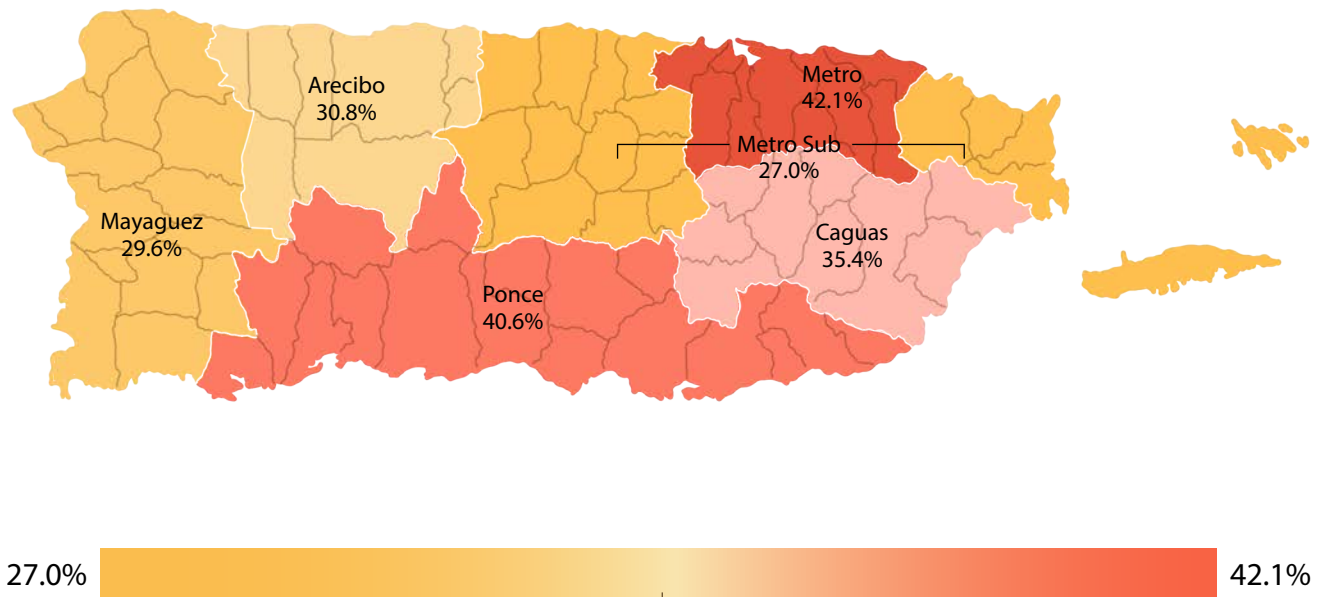 Arecibo
30.8%
Metro
42.1%
Metro Sub
27.0%
Mayaguez
29.6%
Caguas
35.4%
Ponce
40.6%
27.0%
42.1%